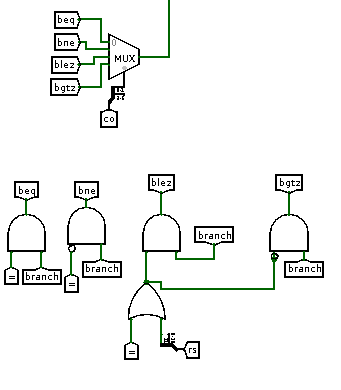 beq
bne
blez
bgtz
0
MUX
co
beq
bne
blez
bgtz
branch
=
branch
=
branch
branch
=
rs